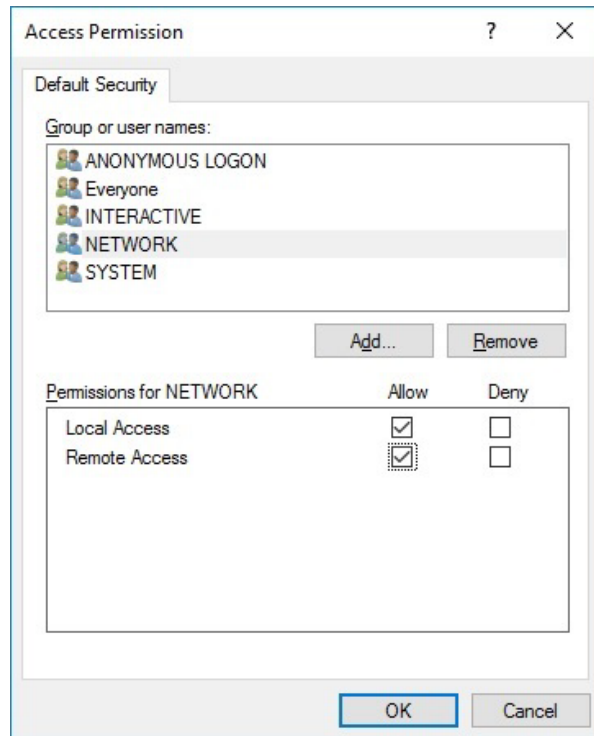 Access Permission ?
Default Security
Group or user names:
ANONYMOUS LOGON
Everyone
INTERACTIVE
NETWORK
SYSTEM
Add... Remove
Permissions for NETWORK Allow Deny
Local Access
Remote Access
OK Cancel